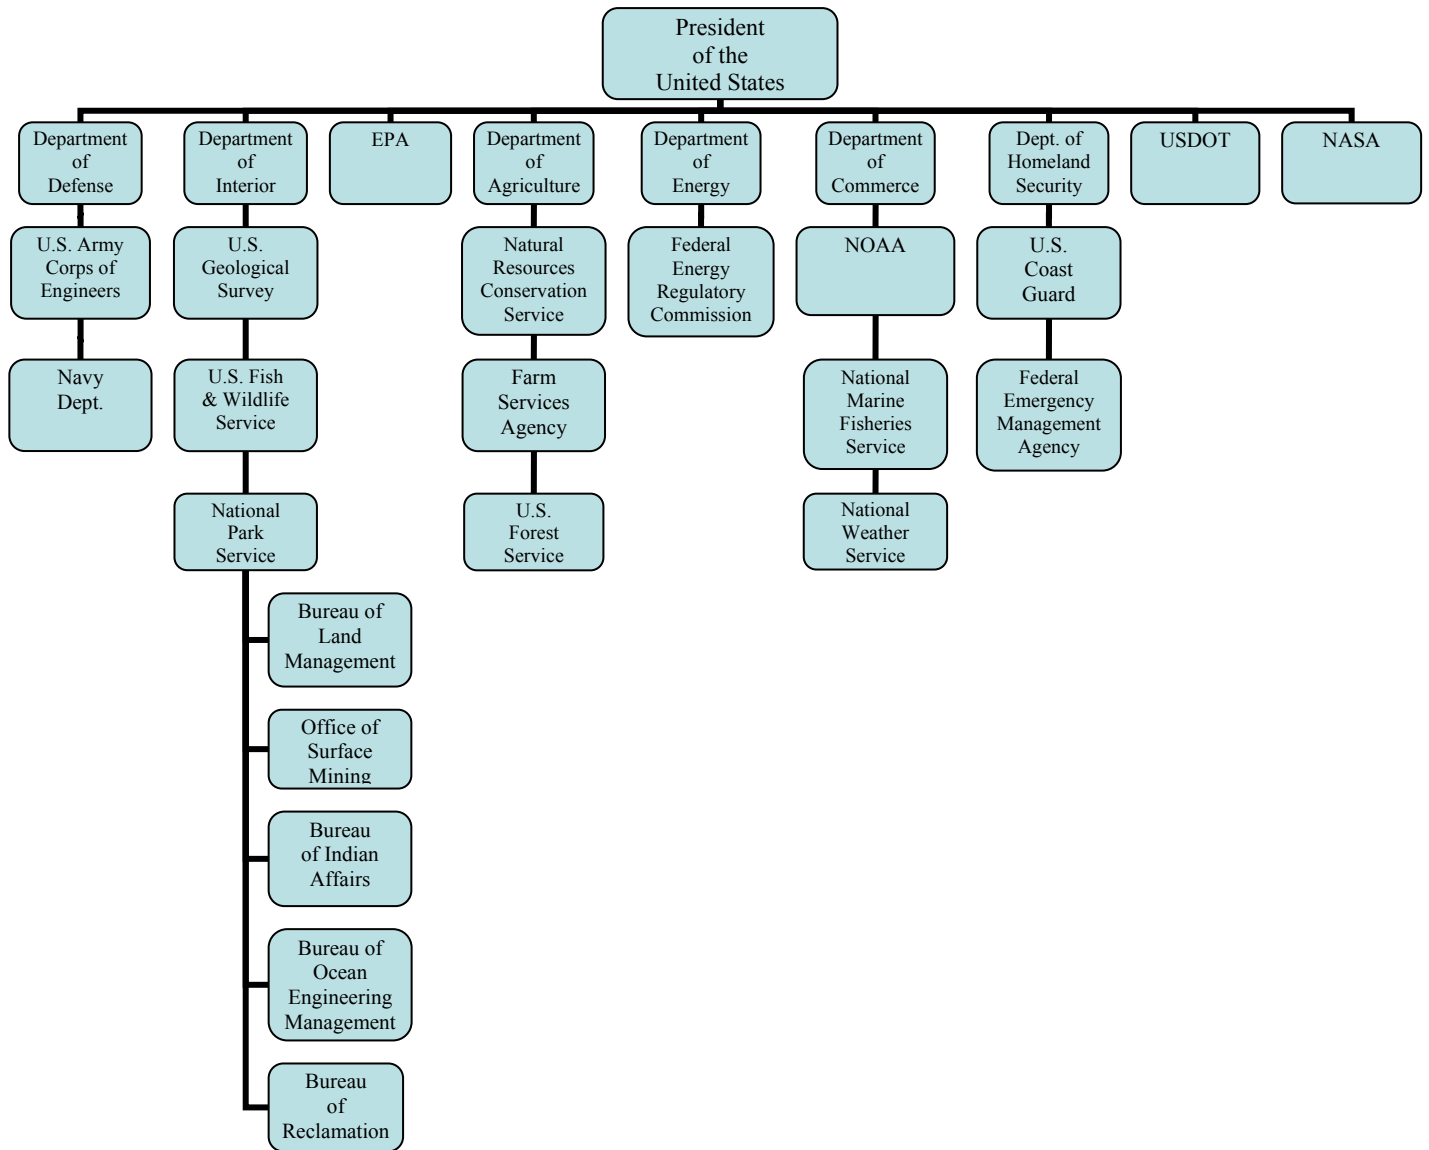 President
of the
United States
Department
of
Defense
Department
of
Interior
EPA
Department
of
Agriculture
Department
of
Energy
Department
of
Commerce
Dept. of
Homeland
Security
USDOT
NASA
U.S. Army
Corps of
Engineers
U.S.
Geological
Survey
Natural
Resources
Conservation
Service
Federal
Energy
Regulatory
Commission
NOAA
U.S.
Coast
Guard
Navy
Dept.
U.S. Fish
& Wildlife
Service
Farm
Services
Agency
National
Marine
Fisheries
Service
Federal
Emergency
Management
Agency
National
Park
Service
U.S.
Forest
Service
National
Weather
Service
Bureau of
Land
Management
Office of
Surface
Mining
Bureau
of Indian
Affairs
Bureau of
Ocean
Engineering
Management
Bureau
of
Reclamation